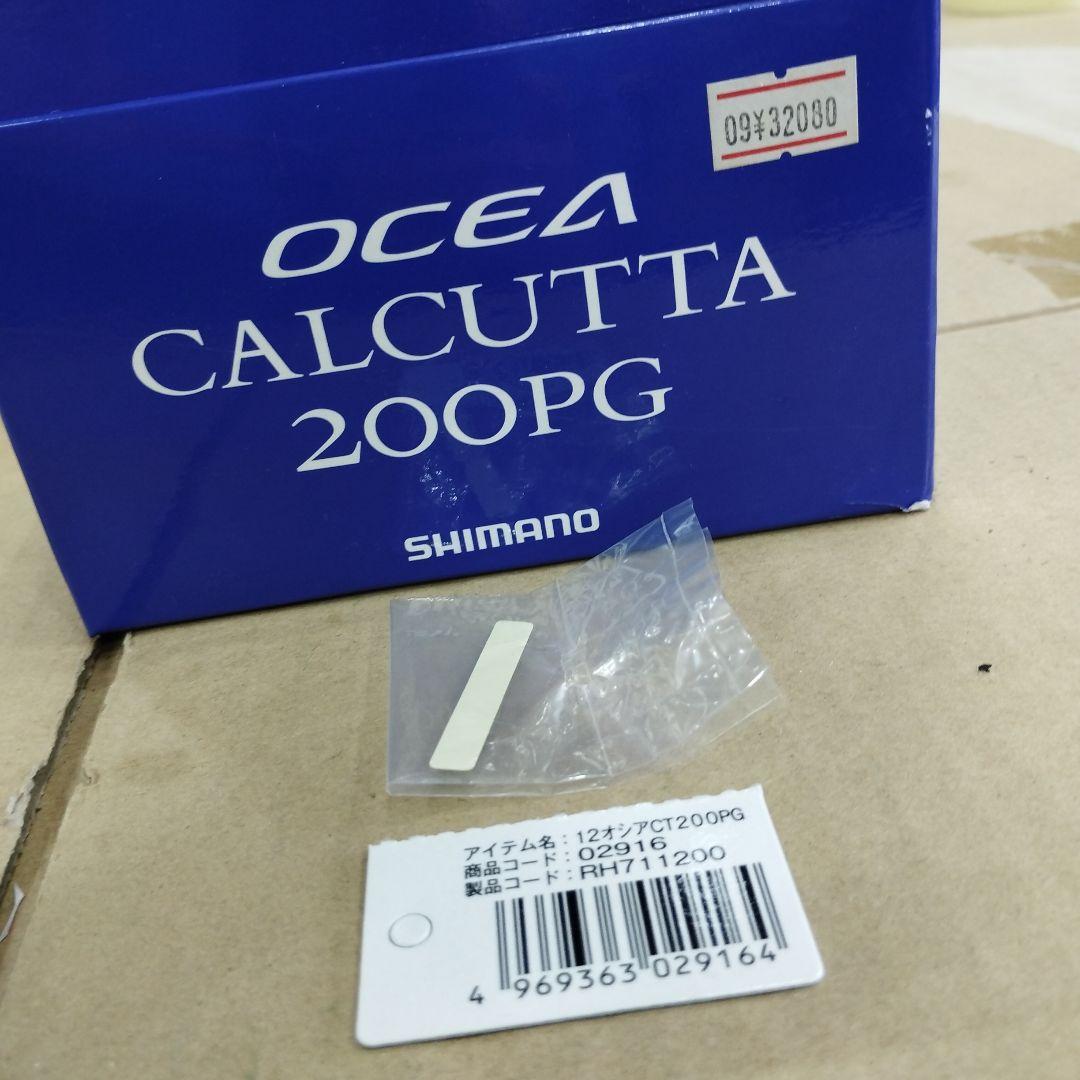 09¥32080
OCEA
CALCUTTA
200PG
SHIMANO
アイテム名：12オシアCT200PG
商品コード：02916
製品コード：RH711200
4 969363 029164